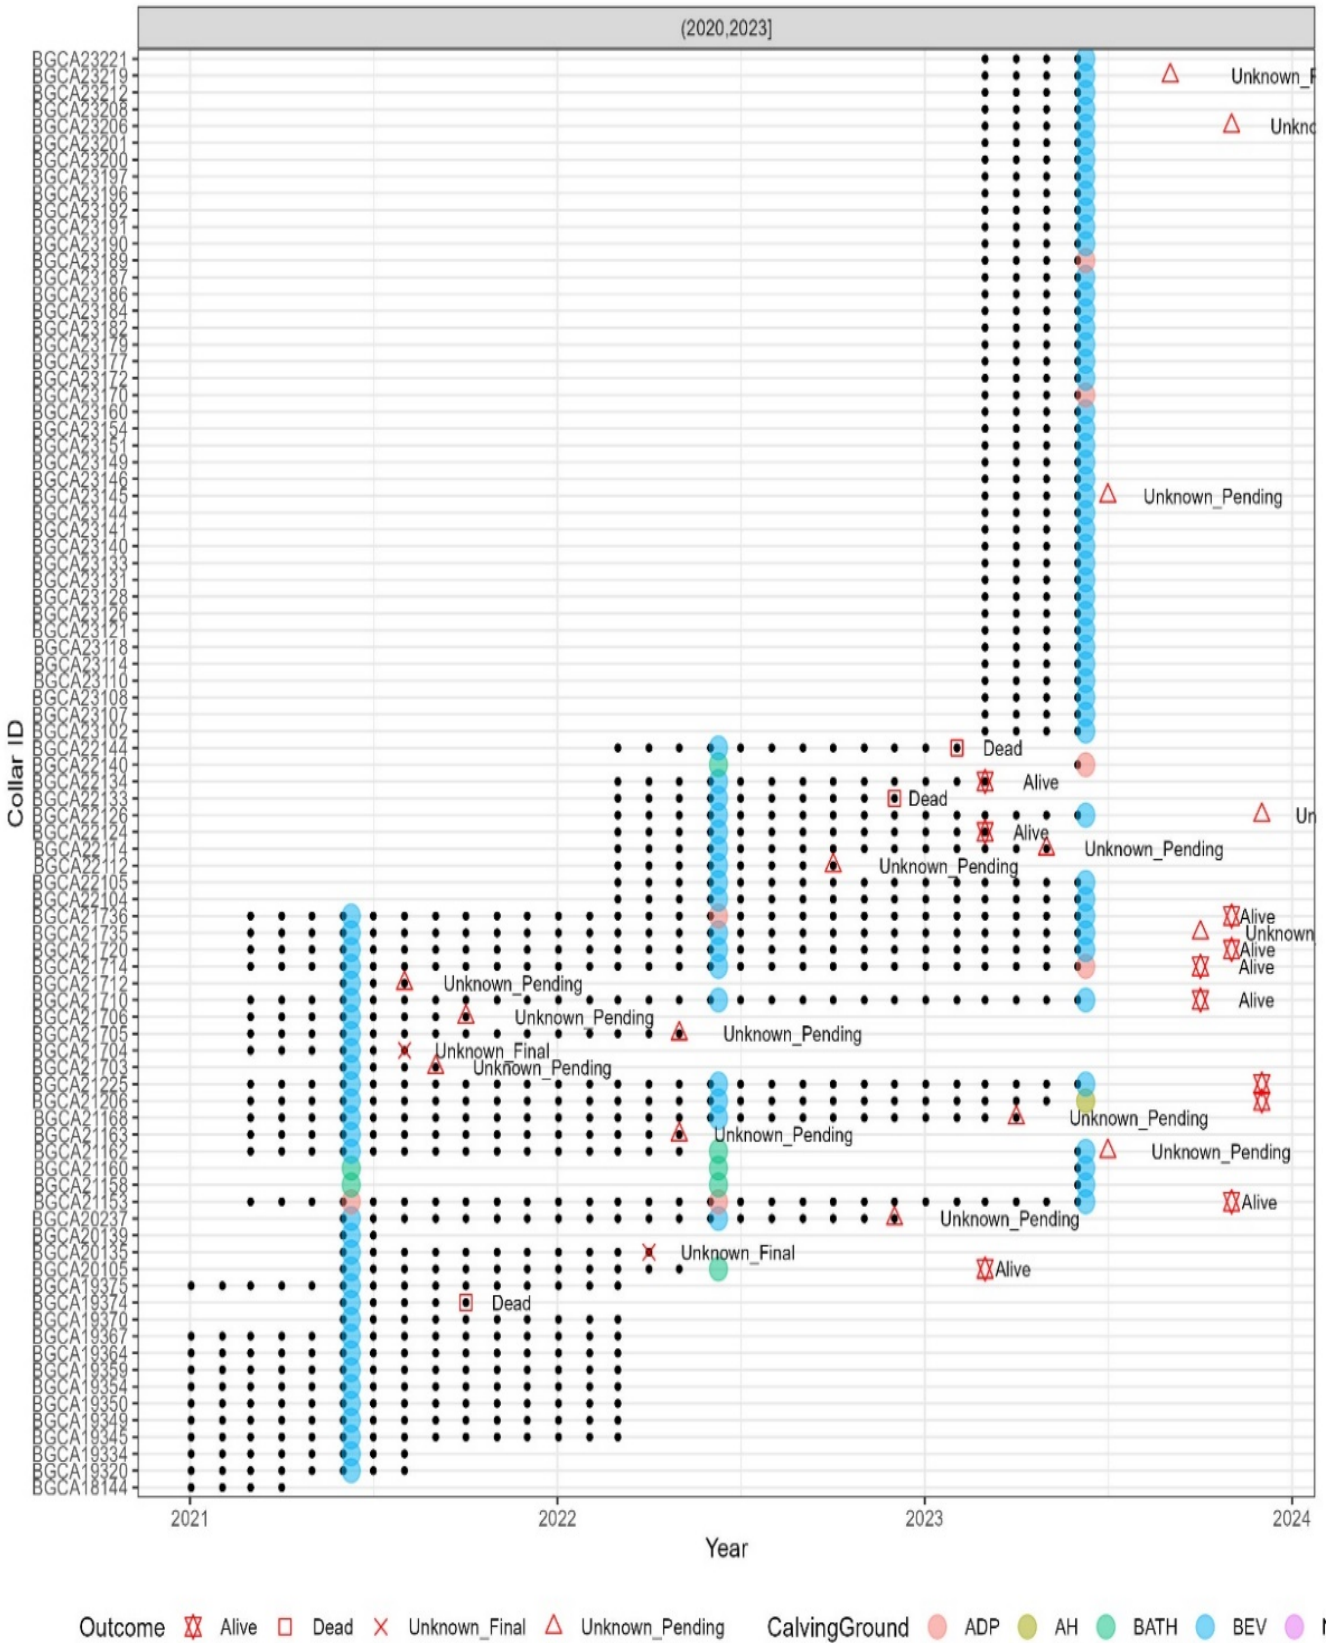 (2020,2023]
BGCA23221
BGCA23219
Unknown_P
BGCA23212
BGCA23208
BGCA23206
Unkno
BGCA23201
BGCA23200
BGCA23197
BGCA23196
BGCA23192
BGCA23191
BGCA23190
BGCA23189
BGCA23187
BGCA23186
BGCA23184
BGCA23182
BGCA23179
BGCA23177
BGCA23172
BGCA23170
BGCA23160
BGCA23154
BGCA23151
BGCA23149
BGCA23146
BGCA23145
Unknown_Pending
BGCA23144
BGCA23141
BGCA23140
BGCA23133
BGCA23131
BGCA23128
BGCA23126
BGCA23121
BGCA23118
BGCA23114
BGCA23110
BGCA23108
BGCA23107
BGCA23102
BGCA22144
Dead
BGCA22140
BGCA22134
Alive
BGCA22133
Dead
BGCA22126
Un
BGCA22124
Alive
BGCA22114
Unknown_Pending
BGCA22112
Unknown_Pending
BGCA22105
BGCA22104
BGCA21736
Alive
BGCA21735
Unknown
BGCA21720
Alive
BGCA21714
Alive
BGCA21712
Unknown_Pending
BGCA21710
Alive
BGCA21706
Unknown_Pending
BGCA21705
Unknown_Pending
BGCA21704
Unknown_Final
BGCA21703
Unknown_Pending
BGCA21225
BGCA21206
BGCA21168
Unknown_Pending
BGCA21163
Unknown_Pending
BGCA21162
Unknown_Pending
BGCA21160
BGCA21158
BGCA21153
Alive
BGCA20237
Unknown_Pending
BGCA20139
BGCA20135
Unknown_Final
BGCA20105
Alive
BGCA19375
BGCA19374
Dead
BGCA19370
BGCA19367
BGCA19364
BGCA19359
BGCA19354
BGCA19350
BGCA19349
BGCA19345
BGCA19334
BGCA19320
BGCA18144
Collar ID
2021 2022 2023 2024
Year
Outcome Alive Dead Unknown_Final Unknown_Pending CalvingGround ADP AH BATH BEV